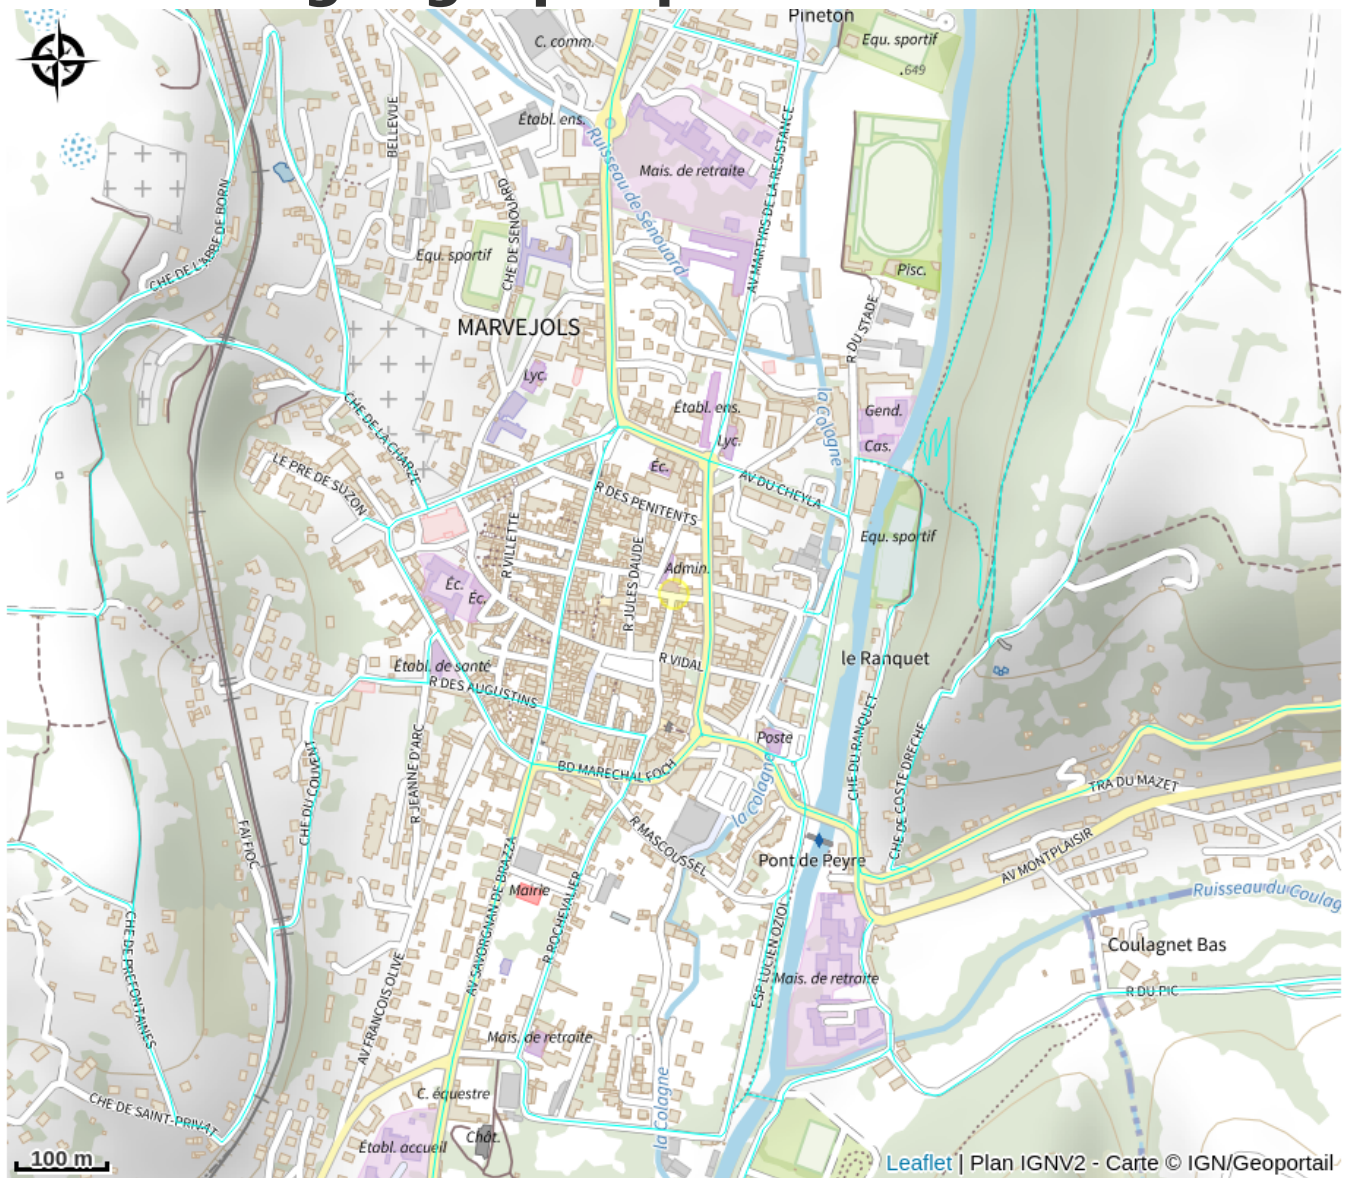 Pineton
C. comm.
Equ. sportif
.649
Établ. ens.
BELLEVUE
Ruisseau de Sénouard
Mais. de retraite
AV MARTYRS DE LA RESISTANCE
CHE DE L'ABBE DE BORN
CHE DE SENOUARD
Equ. sportif
Pisc.
MARVEJOLS
R DU STADE
Lyc.
Établ. ens.
Gend.
la Cologne
CHE DE LA CHARZE
Lyc.
Cas.
LE PRE DE SUZON
Éc.
AV DU CHEYLA
R DES PENITENTS
R VILLETTE
Equ. sportif
R JULES DAUDE
Admin.
Éc.
Éc.
le Ranquet
R VIDAL
Établ. de santé
R DES AUGUSTINS
CHE DU RANQUET
CHE DE COSTE DRECHE
Poste
R JEANNE D'ARC
CHE DU COUVENT
BD MARECHAL FOCH
la Colagne
TRA DU MAZET
FAI FIOC
R MASCOUSSEL
Pont de Peyre
AV MONTPLAISIR
Mairie
Ruisseau du Coulag
AV SAVORGNAN DE BRAZZA
R ROCHEVALIER
ESP LUCIEN OZIOL
CHE DE PREFONTAINES
Coulagnet Bas
AV FRANCOIS OLIVE
Mais. de retraite
R DU PIC
Mais. de retraite
C. équestre
la Cologne
CHE DE SAINT-PRIVAT
Établ. accueil
Chât.
100 m
Leaflet | Plan IGNV2 - Carte © IGN/Geoportail